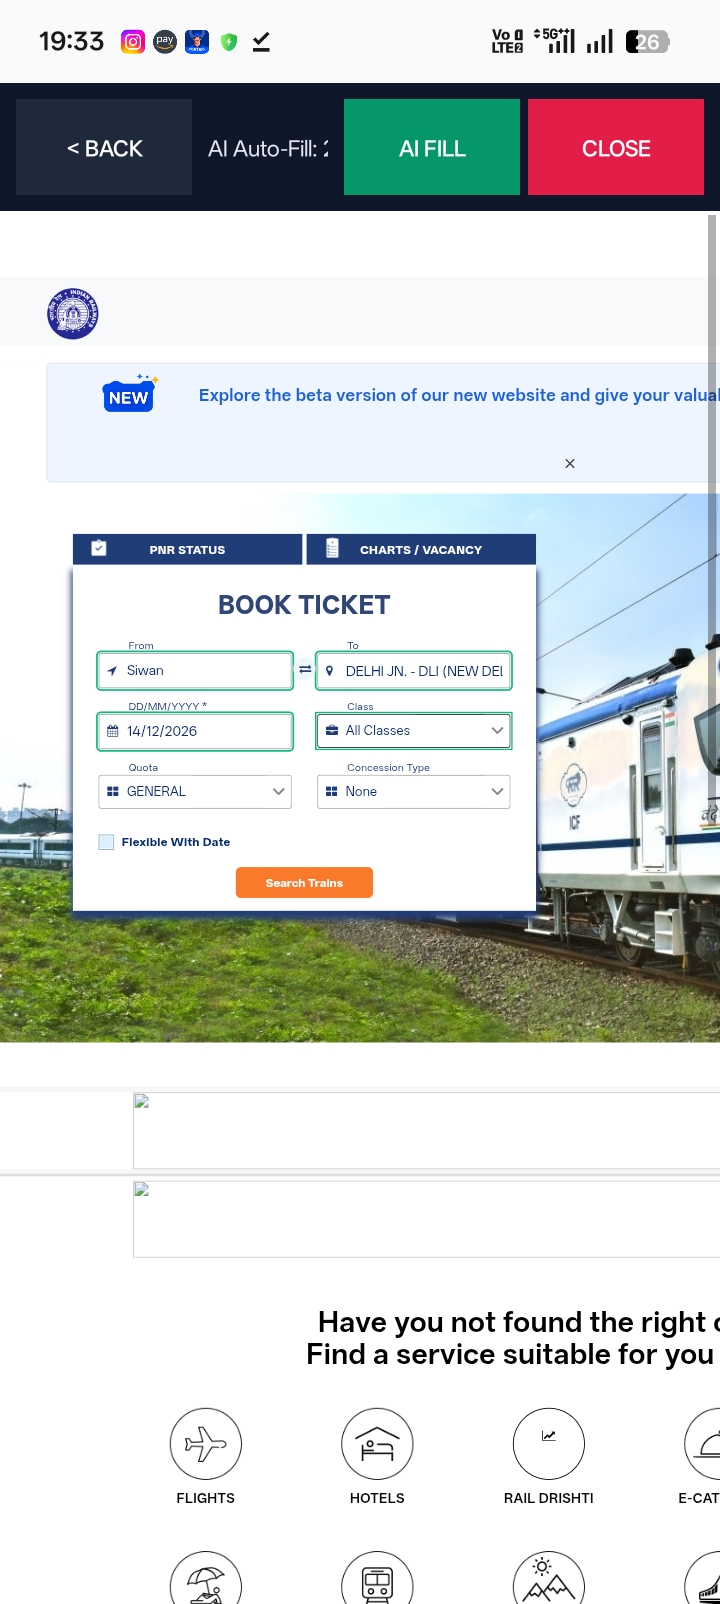 19:33 pay Vo LTE2 5G++ 26
< BACK AI Auto-Fill: AI FILL CLOSE
NEW Explore the beta version of our new website and give your valual
×
PNR STATUS CHARTS / VACANCY
BOOK TICKET
From To
Siwan DELHI JN. - DLI (NEW DEL
DD/MM/YYYY * Class
14/12/2026 All Classes
Quota Concession Type
GENERAL None
ICF
Flexible With Date
Search Trains
Have you not found the right
Find a service suitable for you
FLIGHTS HOTELS RAIL DRISHTI E-CAT